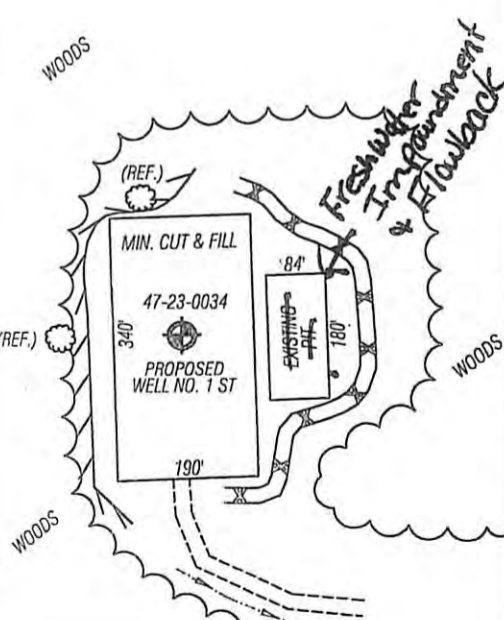 WOODS
Freshwater
Impoundment
& Flowback
(REF.)
MIN. CUT & FILL
84'
47-23-0034
340'
EXISTING
PIT
180'
(REF.)
PROPOSED
WELL NO. 1 ST
WOODS
190'
WOODS